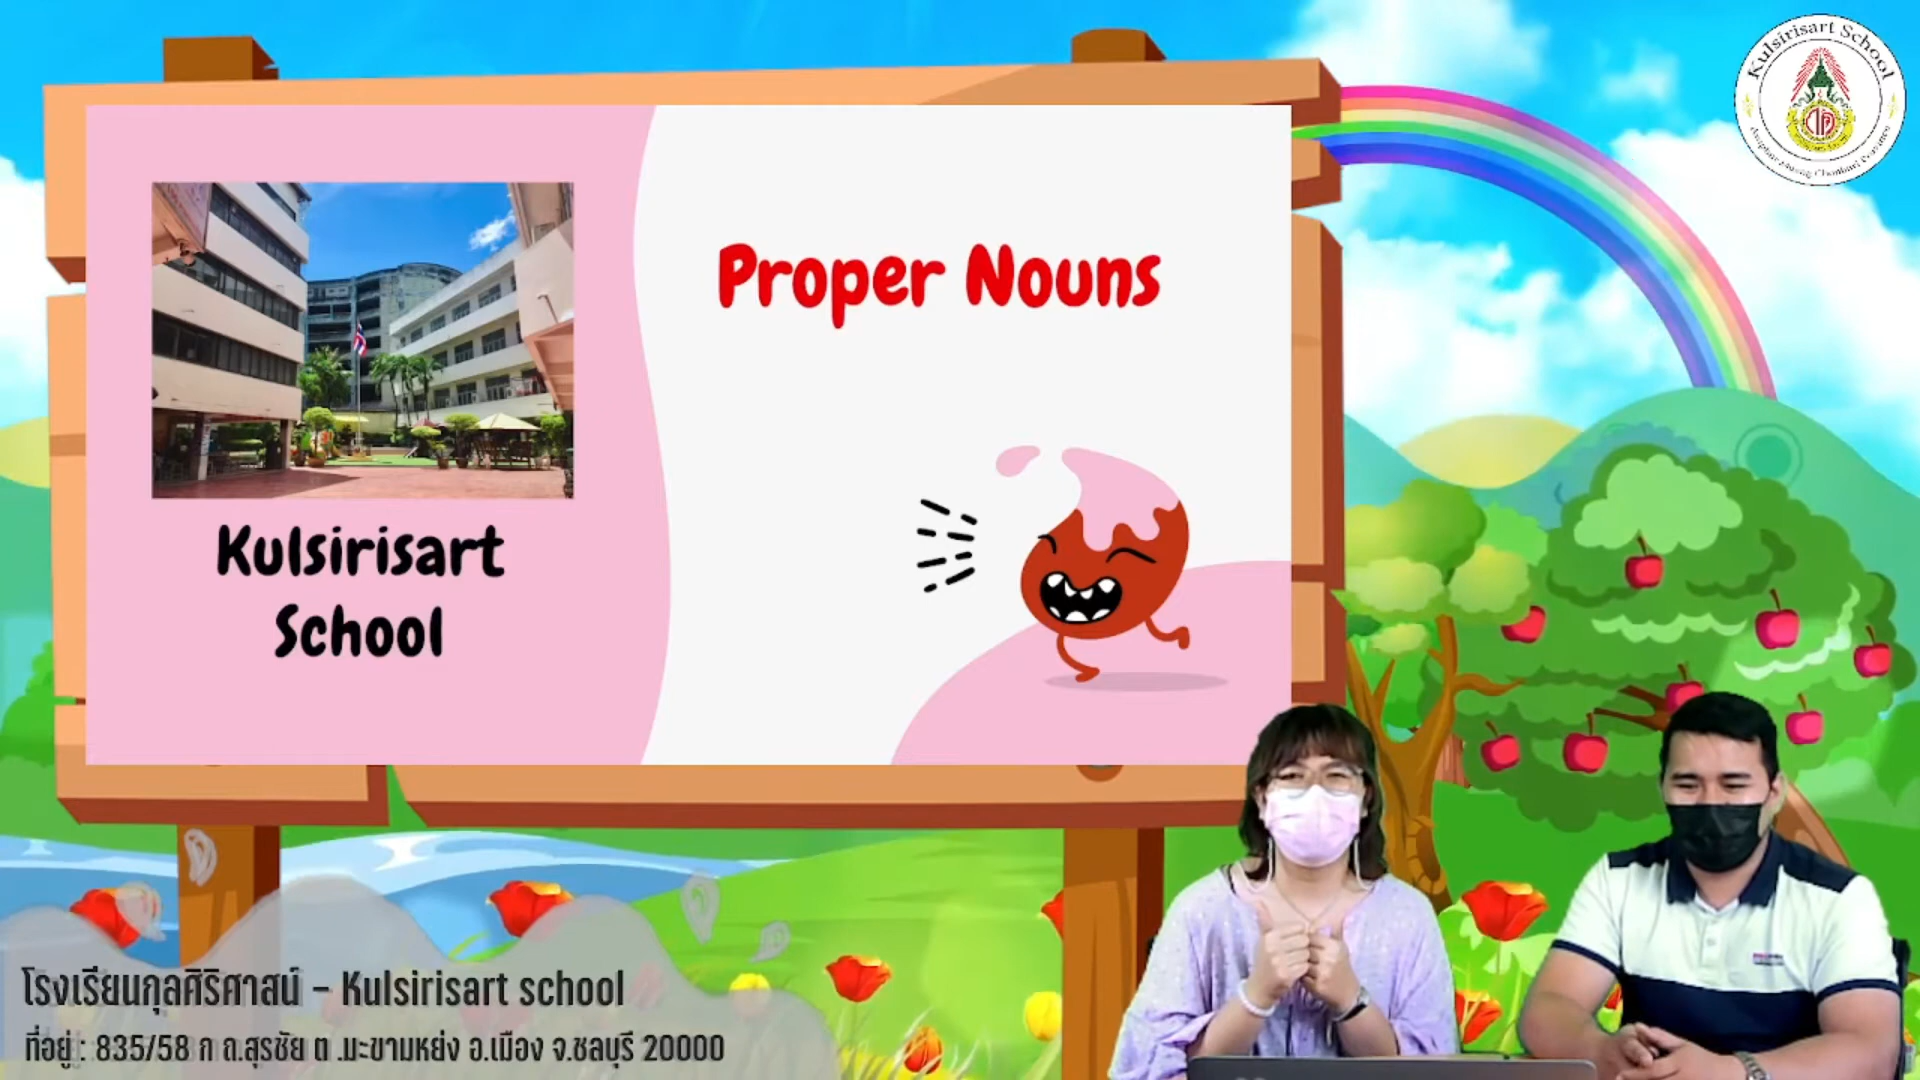 Kulsirisart School
Proper Nouns
Kulsirisart
School
โรงเรียนกุลศิริศาสน์ - Kulsirisart school
ที่อยู่ : 835/58 ก ถ.สุรชัย ต .มะขามหย่ง อ.เมือง จ.ชลบุรี 20000